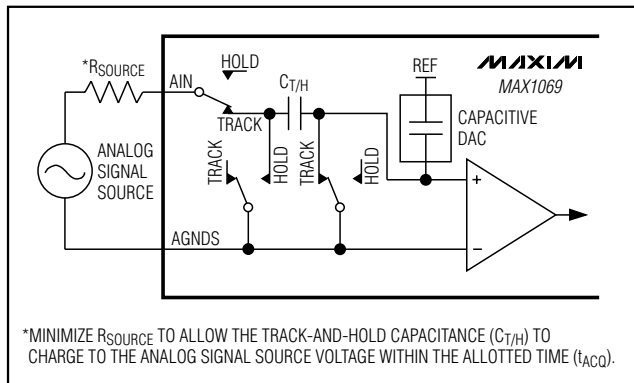 *RSOURCE
AIN
HOLD
CT/H
REF
MAXIM
MAX1069
TRACK
CAPACITIVE
DAC
ANALOG
SIGNAL
SOURCE
TRACK
HOLD
TRACK
HOLD
+
AGNDS
−
*MINIMIZE RSOURCE TO ALLOW THE TRACK-AND-HOLD CAPACITANCE (CT/H) TO
CHARGE TO THE ANALOG SIGNAL SOURCE VOLTAGE WITHIN THE ALLOTTED TIME (tACQ).